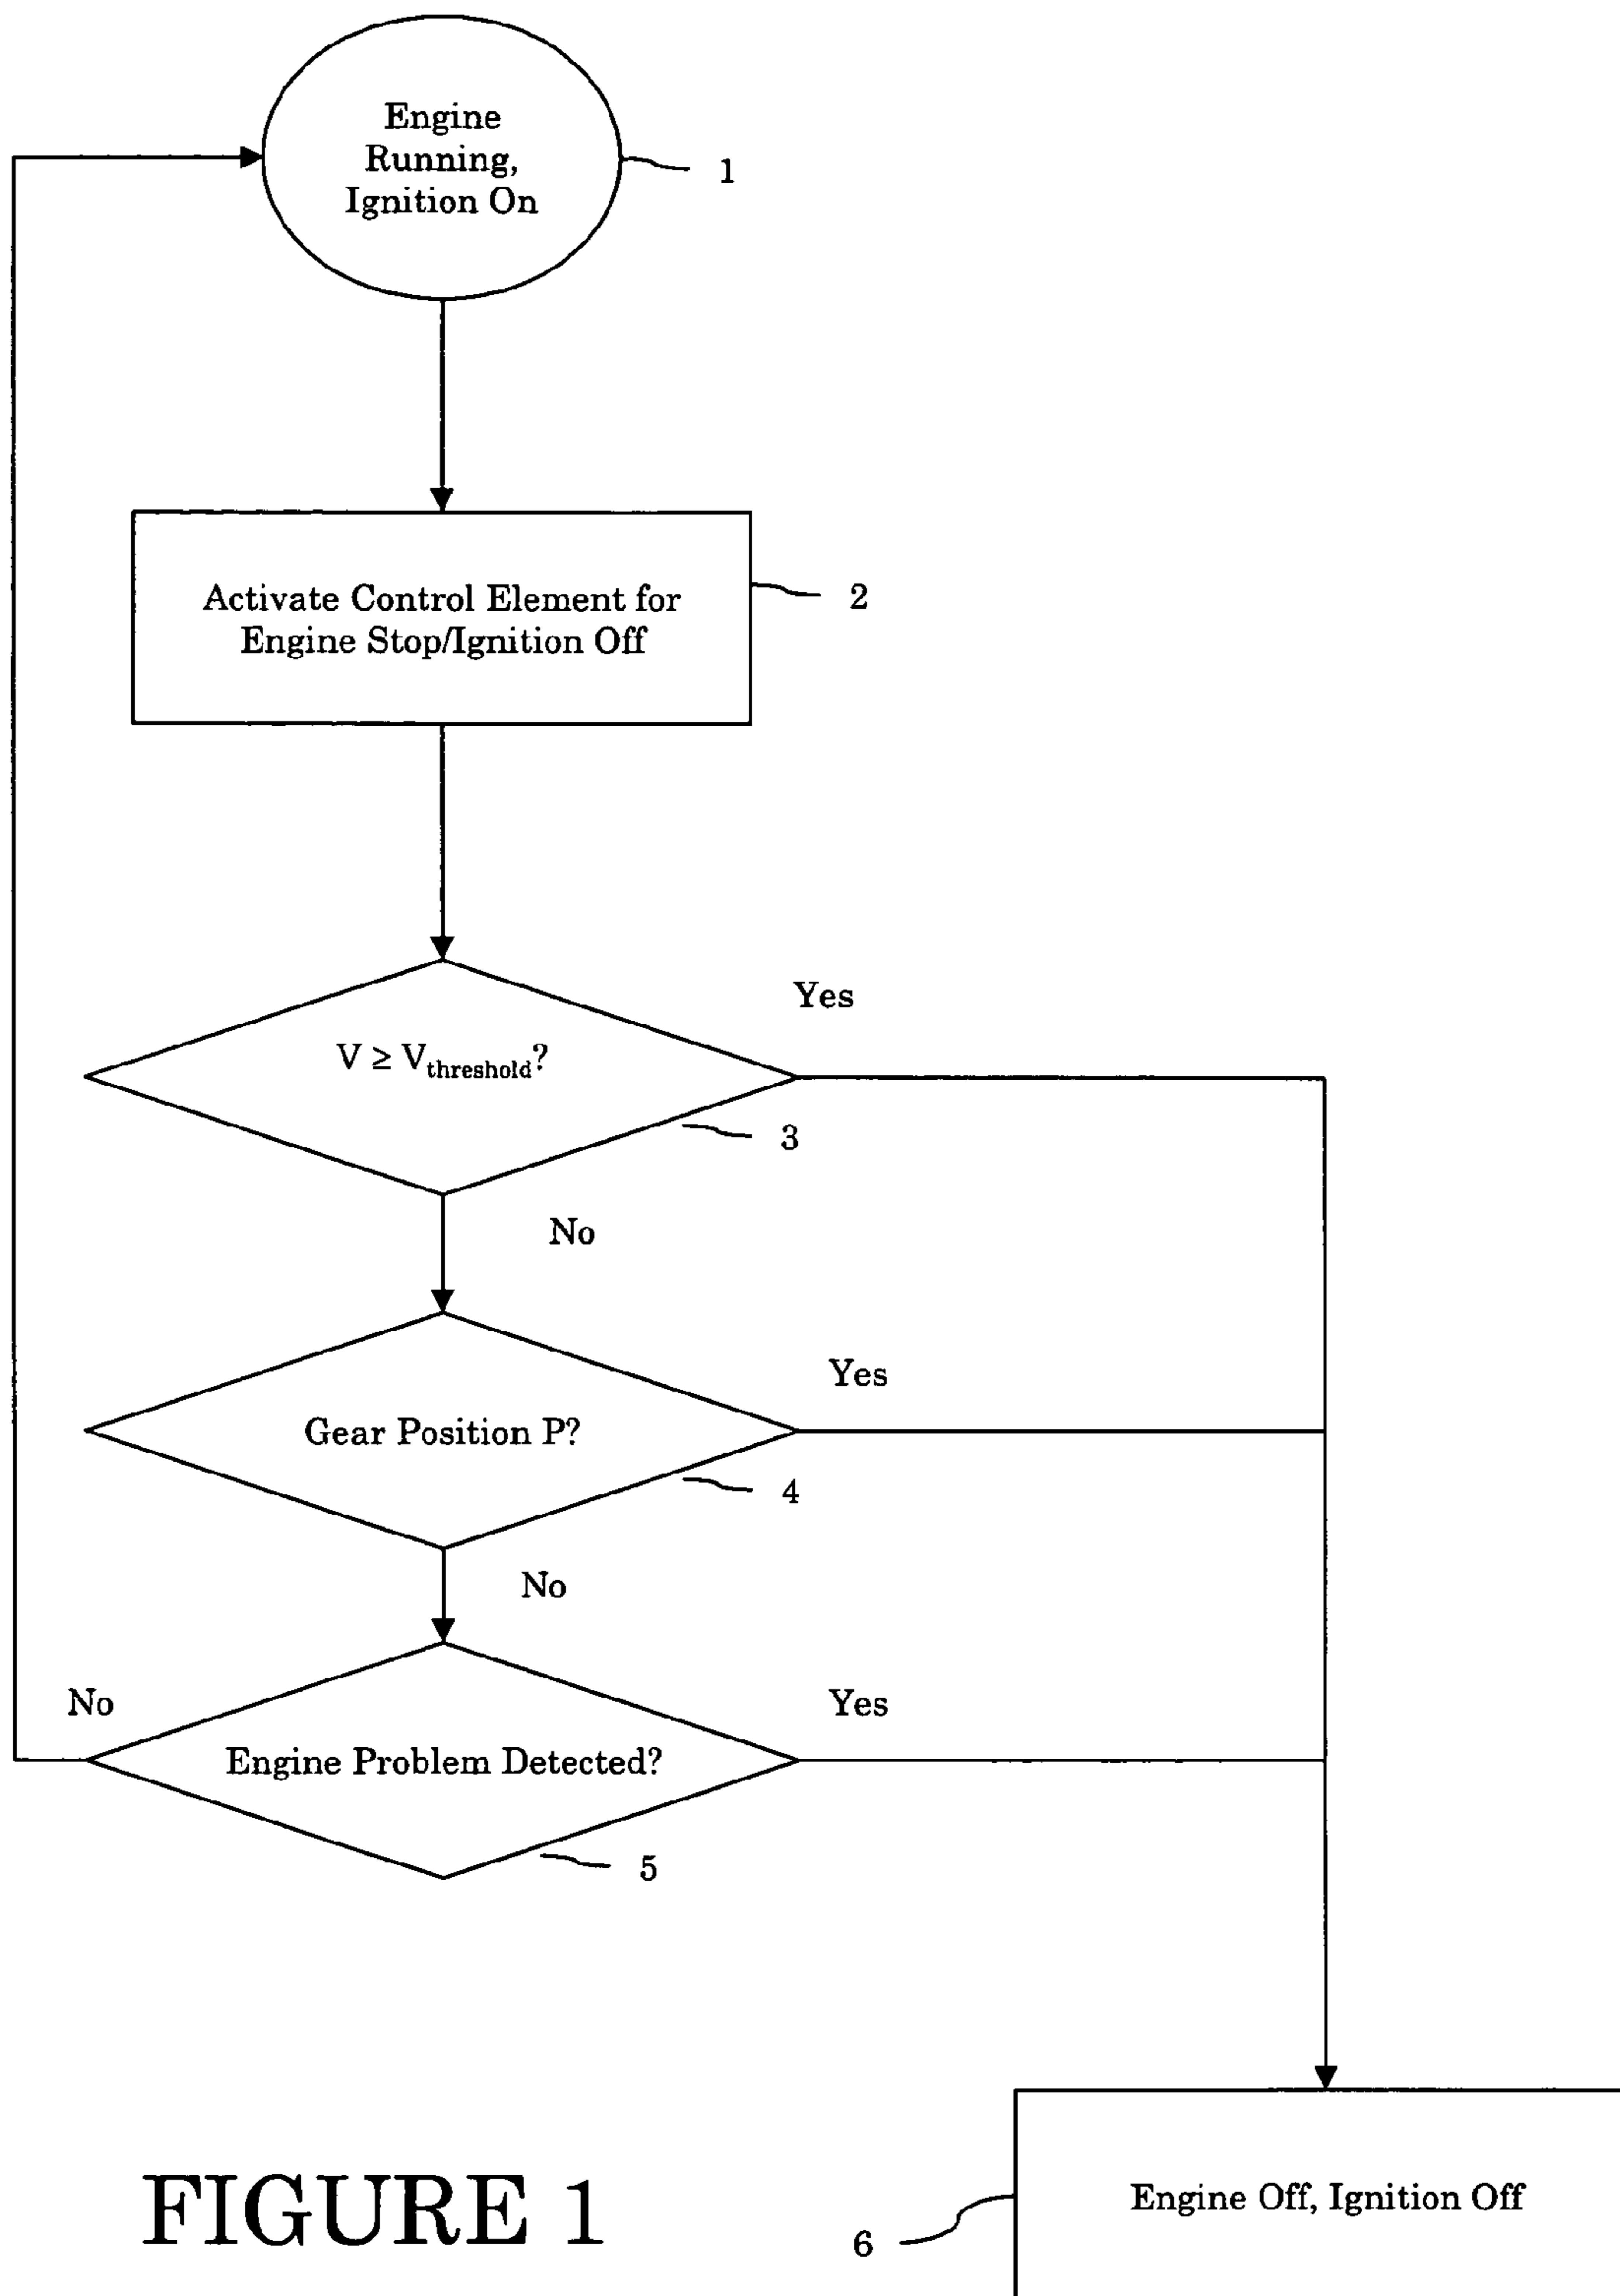 Engine
Running,
Ignition On
1
Activate Control Element for
Engine Stop/Ignition Off
2
Yes
V ≥ Vthreshold?
3
No
Yes
Gear Position P?
4
No
No
Yes
Engine Problem Detected?
5
Engine Off, Ignition Off
6
FIGURE 1